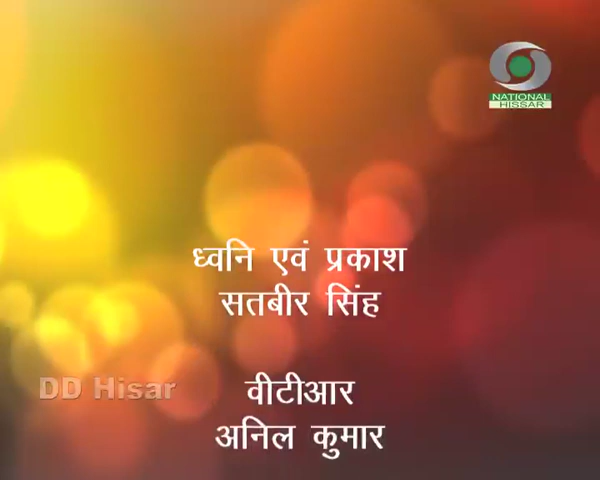 NATIONAL
HISSAR
ध्वनि एवं प्रकाश
सतबीर सिंह
DD Hisar
वीटीआर
अनिल कुमार